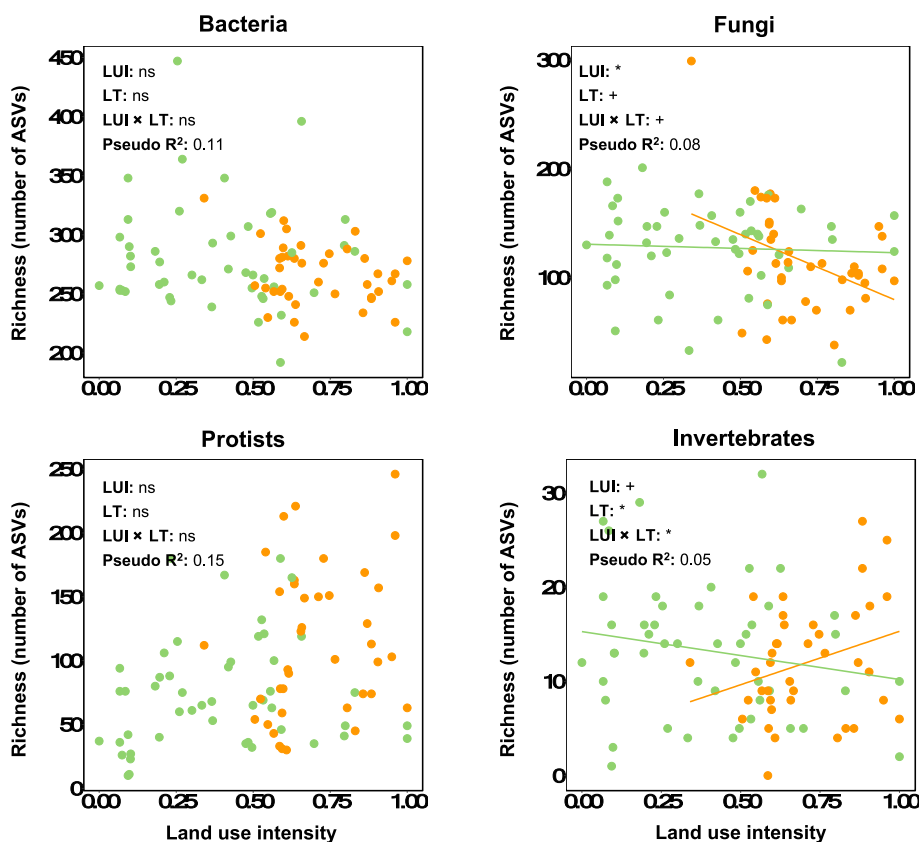 Bacteria
Richness (number of ASVs)
450
400
350
300
250
200
LUI: ns
LT: ns
LUI × LT: ns
Pseudo R²: 0.11
0.00 0.25 0.50 0.75 1.00
Fungi
Richness (number of ASVs)
300
200
100
LUI: *
LT: +
LUI × LT: +
Pseudo R²: 0.08
0.00 0.25 0.50 0.75 1.00
Protists
Richness (number of ASVs)
250
200
150
100
50
0
LUI: ns
LT: ns
LUI × LT: ns
Pseudo R²: 0.15
0.00 0.25 0.50 0.75 1.00
Land use intensity
Invertebrates
Richness (number of ASVs)
30
20
10
0
LUI: +
LT: *
LUI × LT: *
Pseudo R²: 0.05
0.00 0.25 0.50 0.75 1.00
Land use intensity